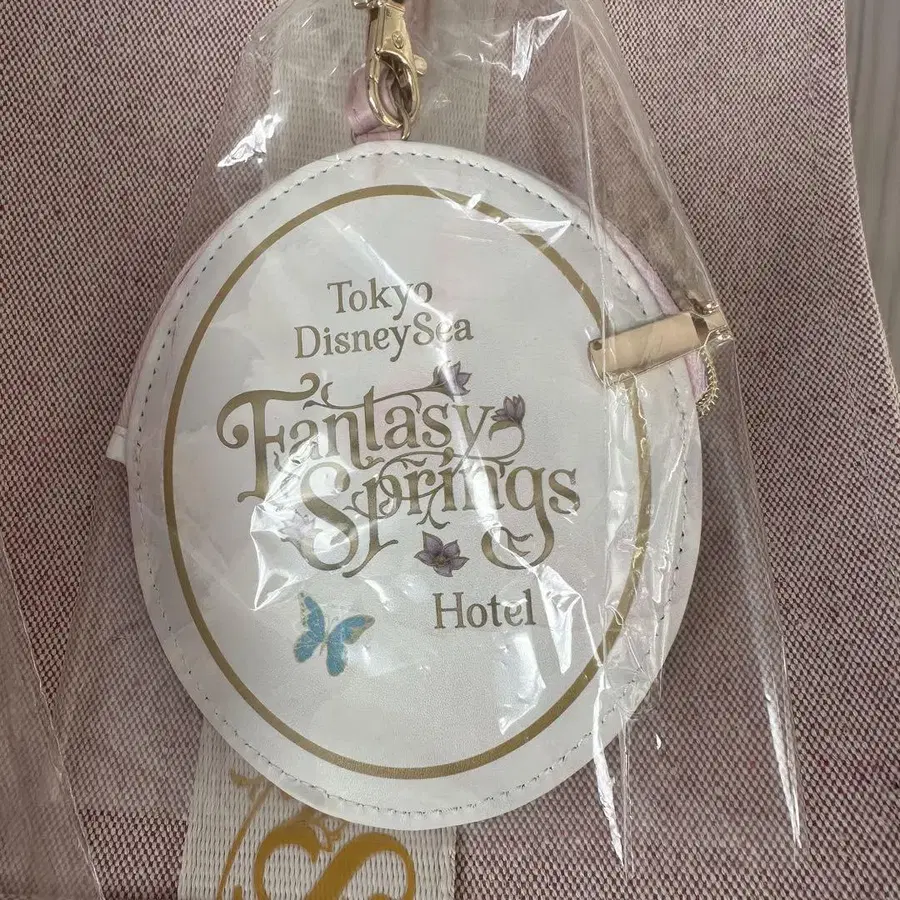 Tokyo
DisneySea
Fantasy
Springs
Hotel